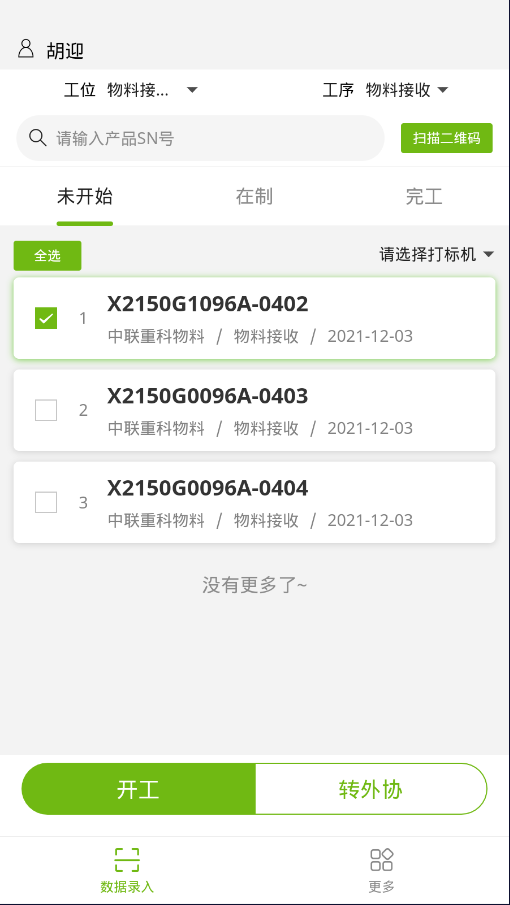 胡迎
工位 物料接... 工序 物料接收
请输入产品SN号 扫描二维码
未开始 在制 完工
全选 请选择打标机
1 X2150G1096A-0402
中联重科物料 / 物料接收 / 2021-12-03
2 X2150G0096A-0403
中联重科物料 / 物料接收 / 2021-12-03
3 X2150G0096A-0404
中联重科物料 / 物料接收 / 2021-12-03
没有更多了~
开工 转外协
数据录入 更多